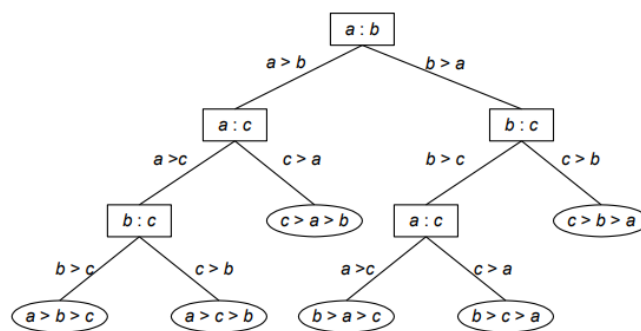 a : b
a > b b > a
a : c b : c
a >c c > a b > c c > b
b : c c > a > b a : c c > b > a
b > c c > b a >c c > a
a > b > c a > c > b b > a > c b > c > a